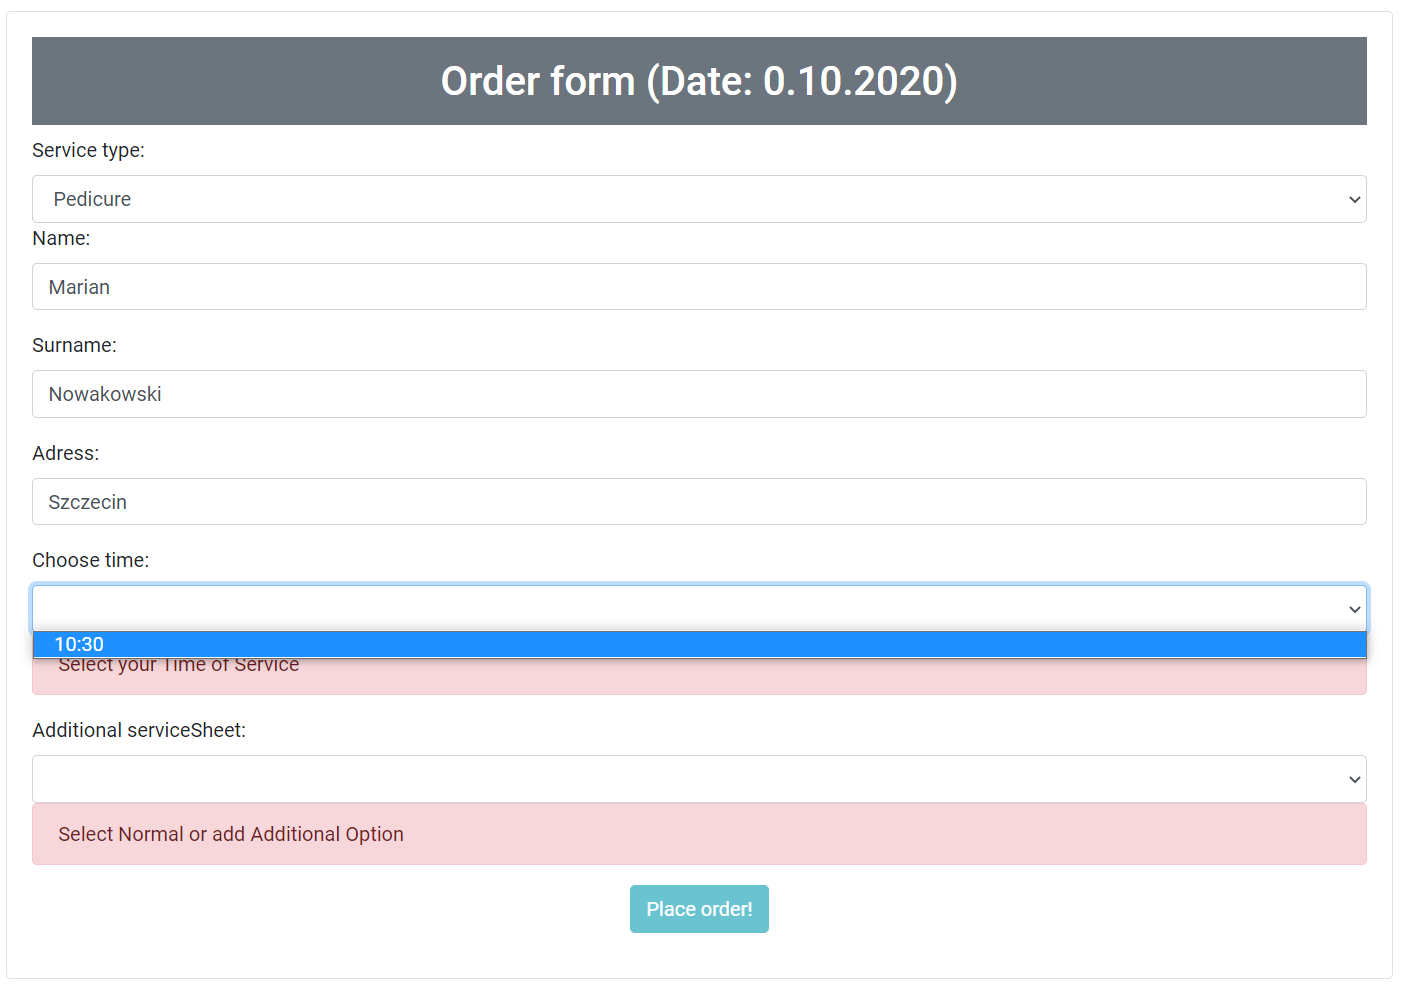 Order form (Date: 0.10.2020)
Service type:
Pedicure
Name:
Marian
Surname:
Nowakowski
Adress:
Szczecin
Choose time:
10:30
Select your Time of Service
Additional serviceSheet:
Select Normal or add Additional Option
Place order!